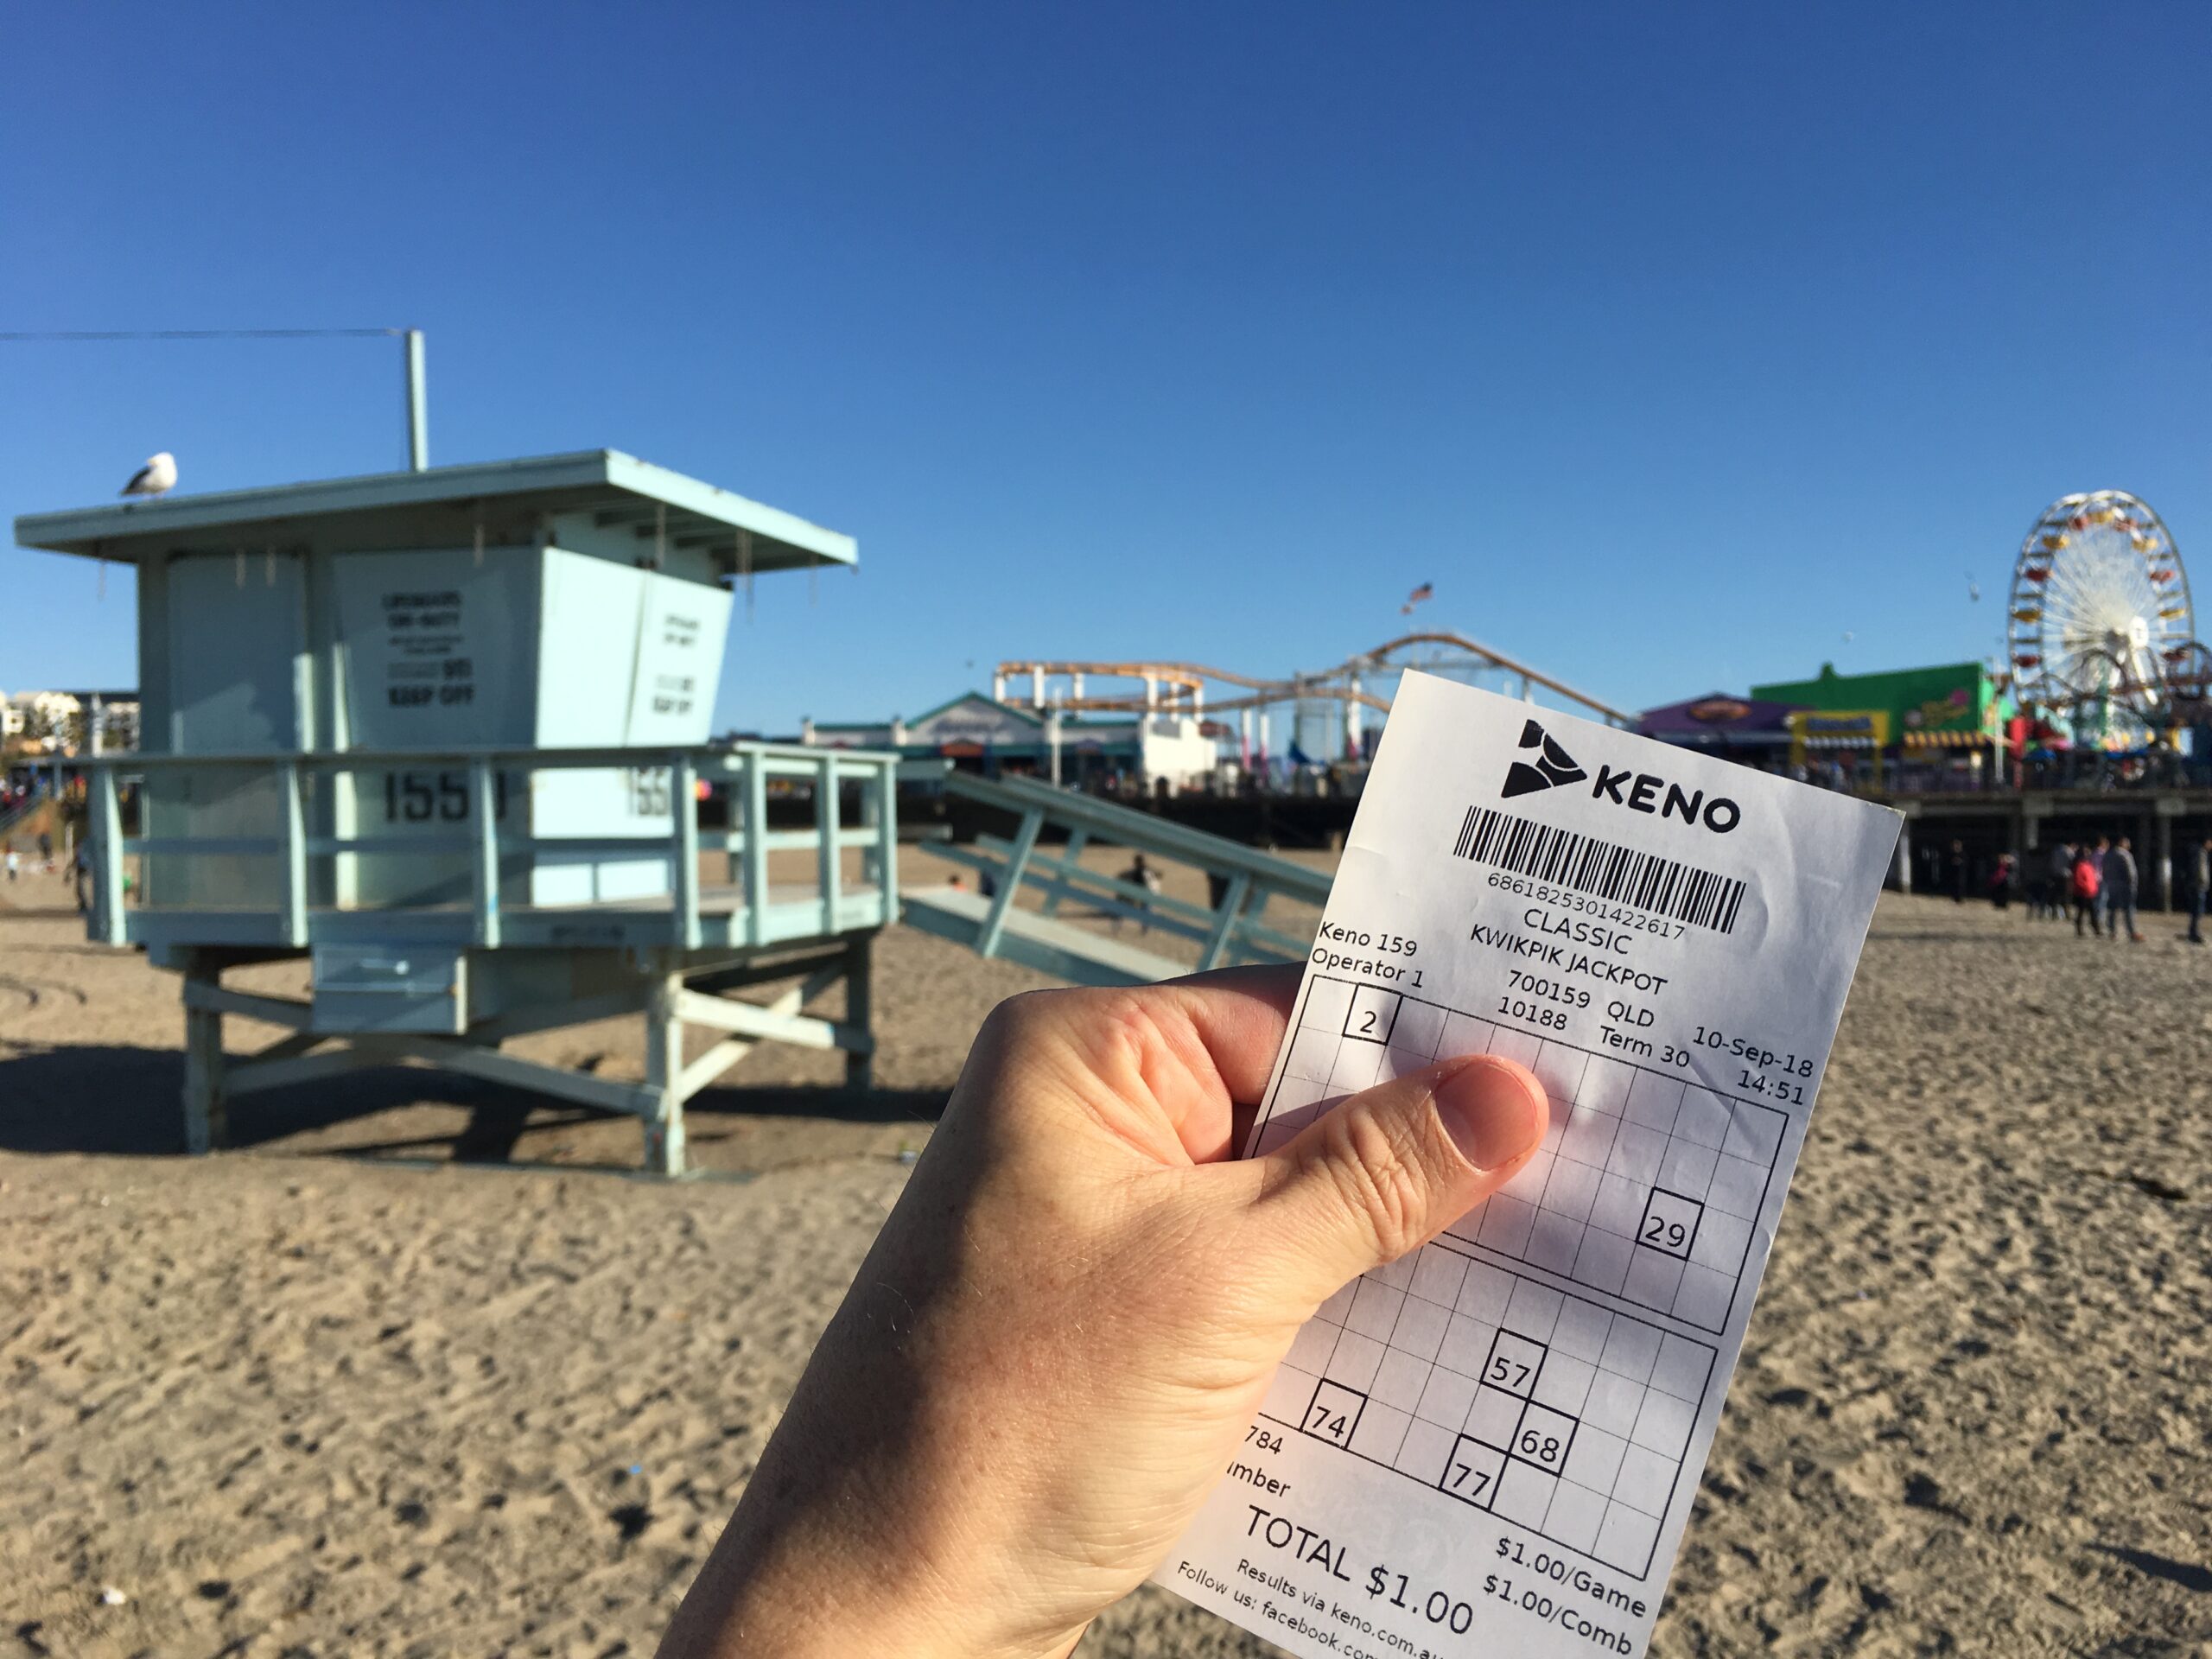 KEEP OFF
1550
155
KENO
6861825301422617
CLASSIC
KWIKPIK JACKPOT
Keno 159 700159 QLD 10-Sep-18
Operator 1 10188 Term 30 14:51
2
29
57
68
74
77
784 $1.00/Game
$1.00/Comb
TOTAL $1.00
Results via keno.com.au
Follow us: facebook.com